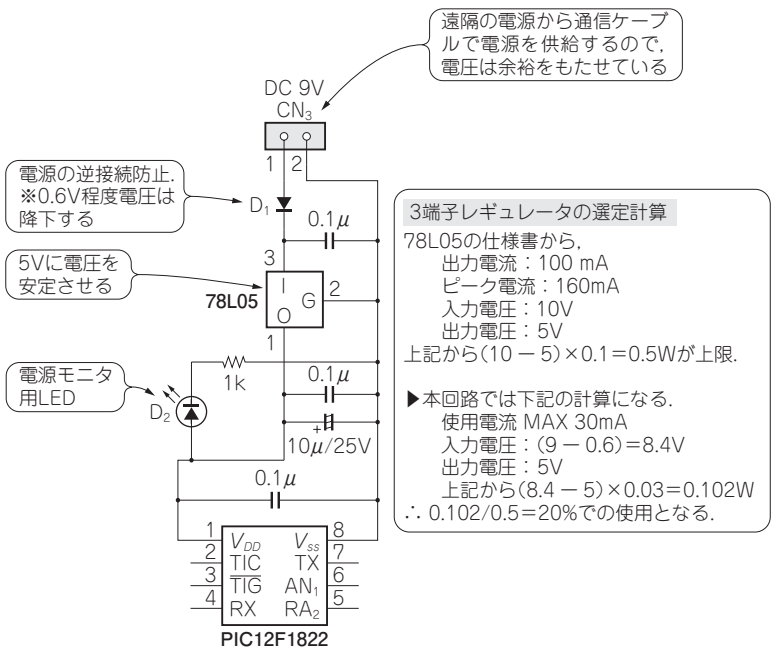 遠隔の電源から通信ケーブ
ルで電源を供給するので,
電圧は余裕をもたせている
DC 9V
CN3
1 2
電源の逆接続防止.
※0.6V程度電圧は
降下する
D1
0.1μ
3
5Vに電圧を
安定させる
78L05
I
G
O
2
1
電源モニタ
用LED
D2
1k
0.1μ
+
10μ/25V
0.1μ
1
VDD
Vss
8
2
TIC
TX
7
3
TIG
AN1
6
4
RX
RA2
5
PIC12F1822
3端子レギュレータの選定計算
78L05の仕様書から,
出力電流：100 mA
ピーク電流：160mA
入力電圧：10V
出力電圧：5V
上記から(10 － 5)×0.1＝0.5Wが上限.
▶本回路では下記の計算になる.
使用電流 MAX 30mA
入力電圧：(9 － 0.6)＝8.4V
出力電圧：5V
上記から(8.4 － 5)×0.03＝0.102W
∴ 0.102/0.5＝20%での使用となる.